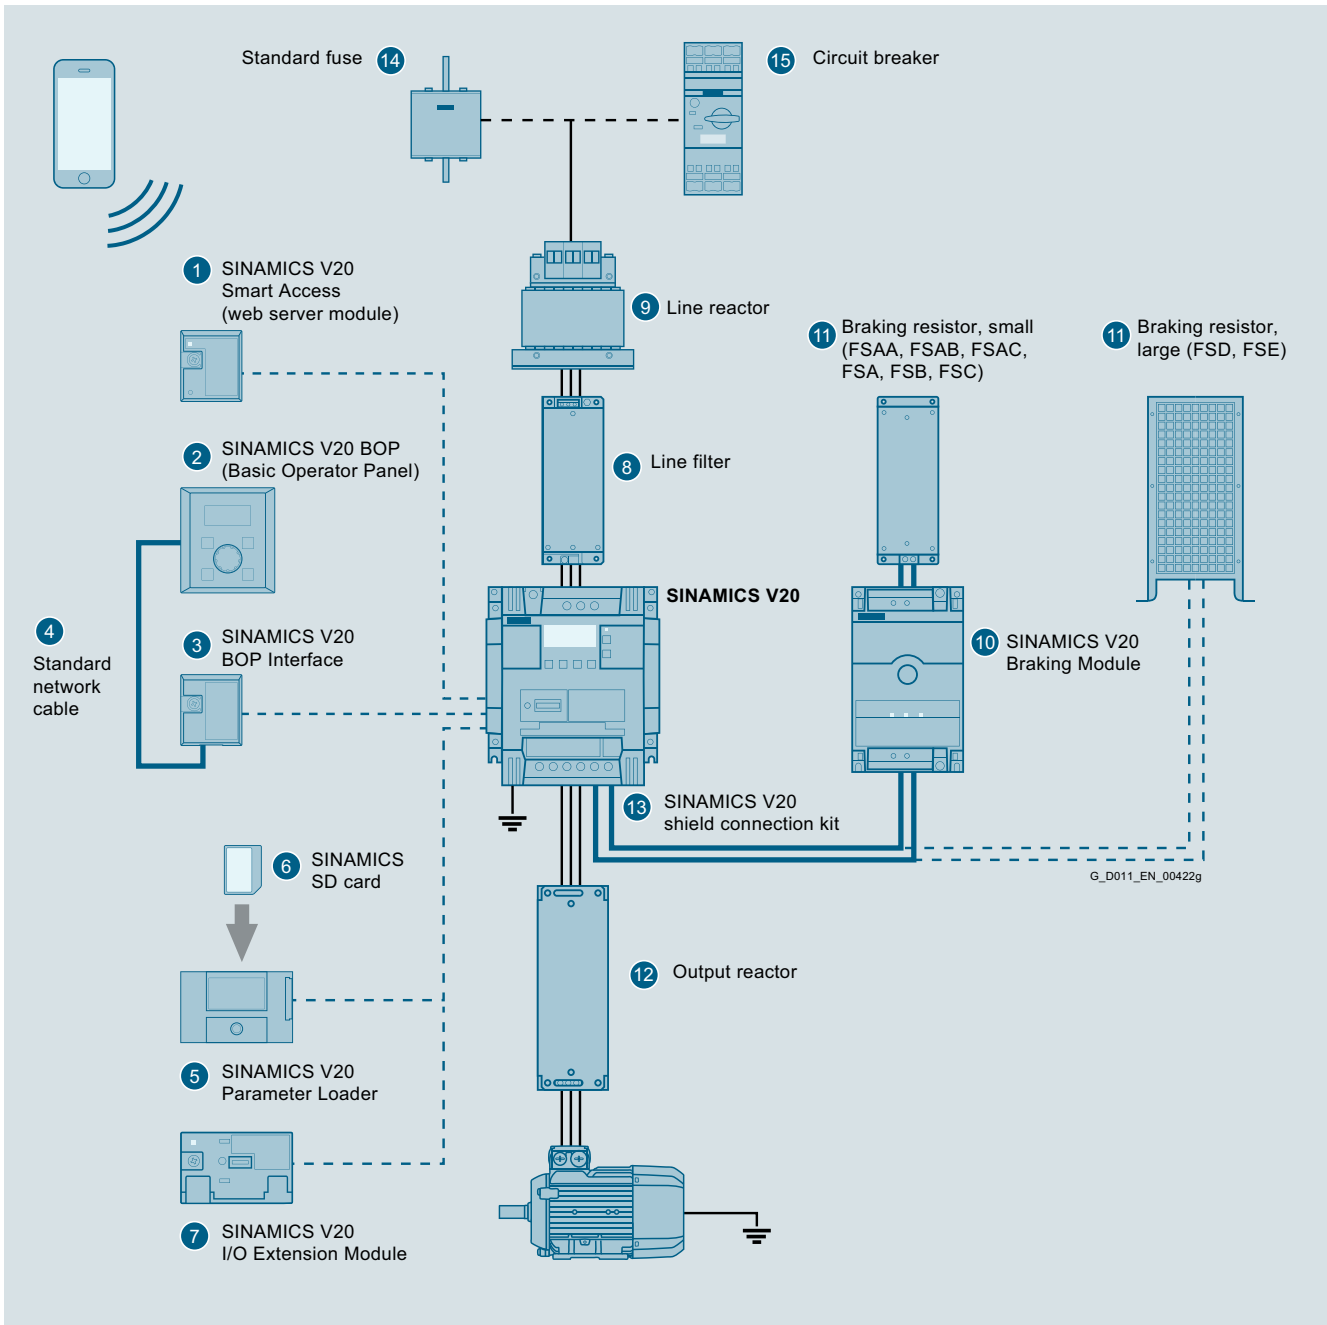 Standard fuse 14
15 Circuit breaker
1 SINAMICS V20
Smart Access
(web server module)
9 Line reactor
11 Braking resistor, small
(FSAA, FSAB, FSAC,
FSA, FSB, FSC)
11 Braking resistor,
large (FSD, FSE)
2 SINAMICS V20 BOP
(Basic Operator Panel)
8 Line filter
SINAMICS V20
4
Standard
network
cable
3 SINAMICS V20
BOP Interface
10 SINAMICS V20
Braking Module
13 SINAMICS V20
shield connection kit
6 SINAMICS
SD card
G_D011_EN_00422g
12 Output reactor
5 SINAMICS V20
Parameter Loader
7 SINAMICS V20
I/O Extension Module